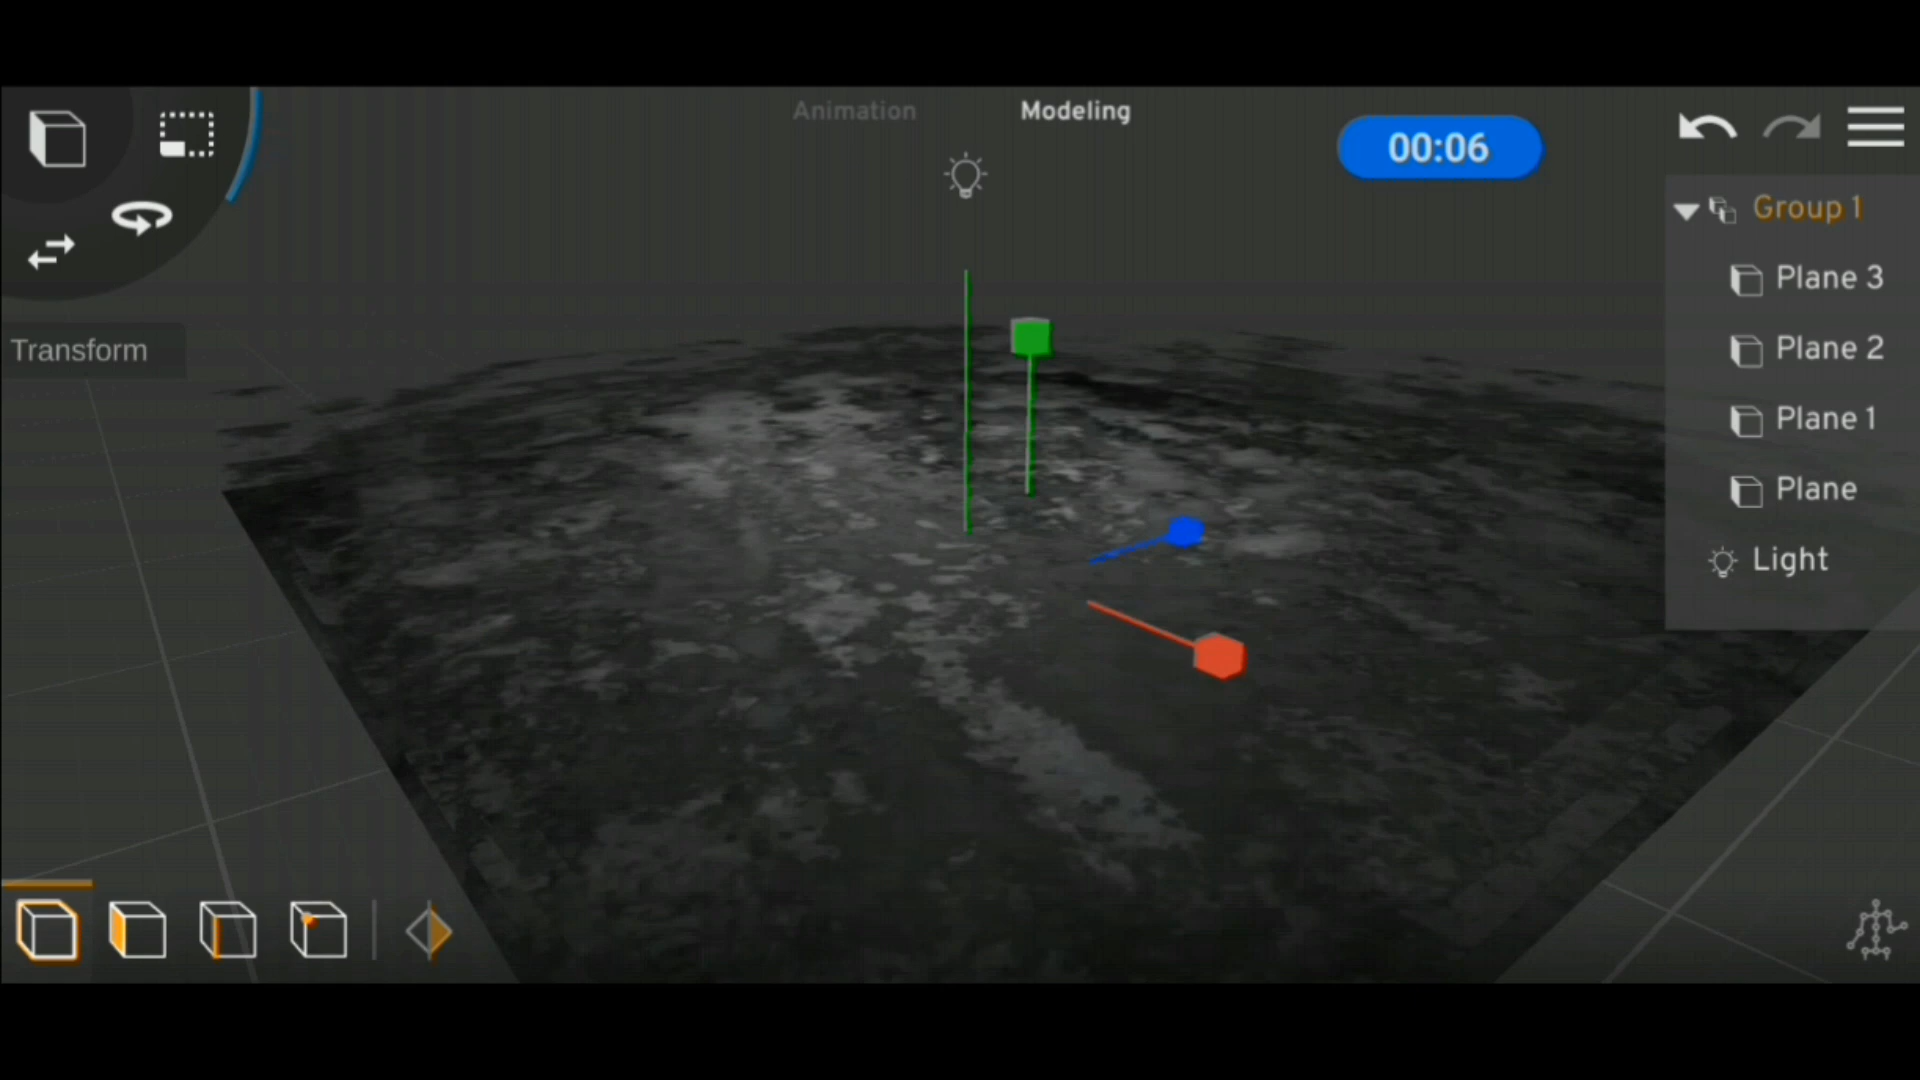 Animation
Modeling
00:06
Group 1
Plane 3
Transform
Plane 2
Plane 1
Plane
Light